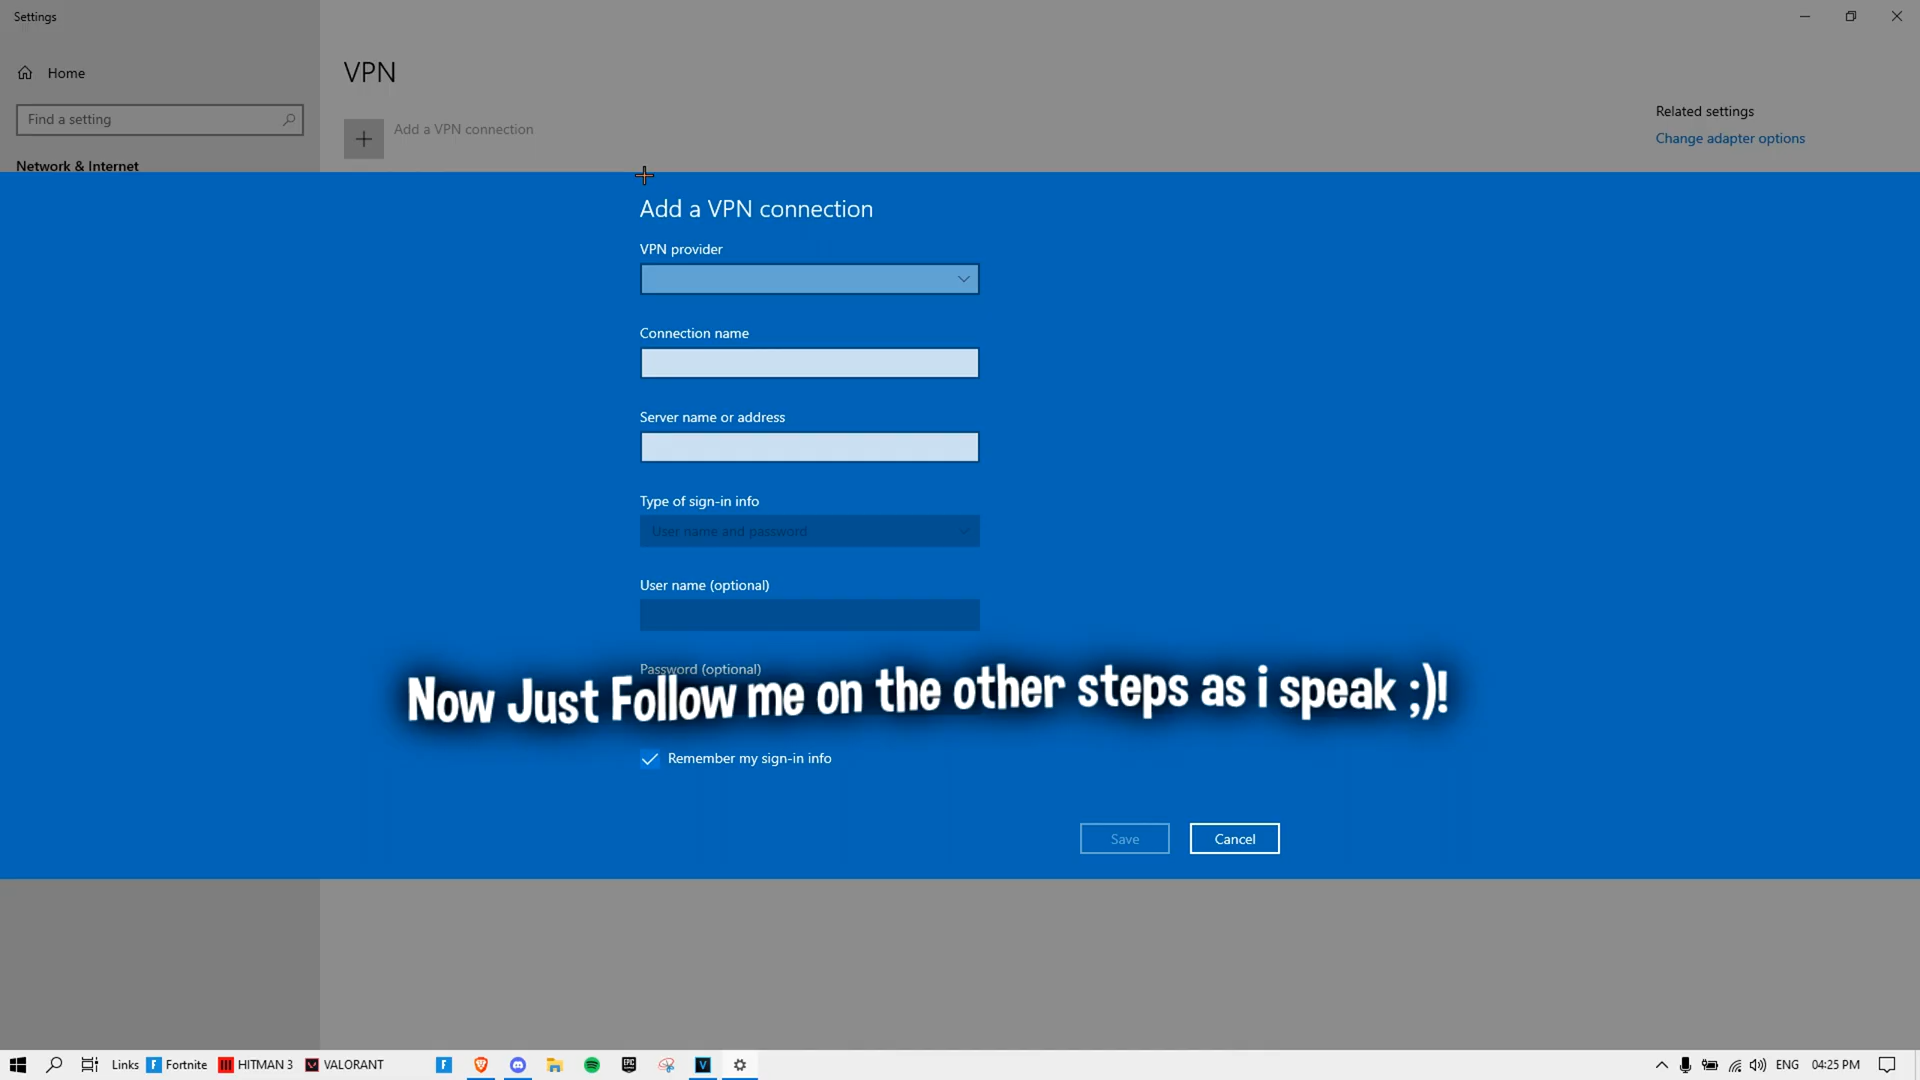 Settings
Home
VPN
Find a setting
Add a VPN connection
Related settings
Change adapter options
Network & Internet
Add a VPN connection
VPN provider
Connection name
Server name or address
Type of sign-in info
User name and password
User name (optional)
Password (optional)
Now Just Follow me on the other steps as i speak ;)!
Remember my sign-in info
Save
Cancel
Links
Fortnite
HITMAN 3
VALORANT
ENG
04:25 PM